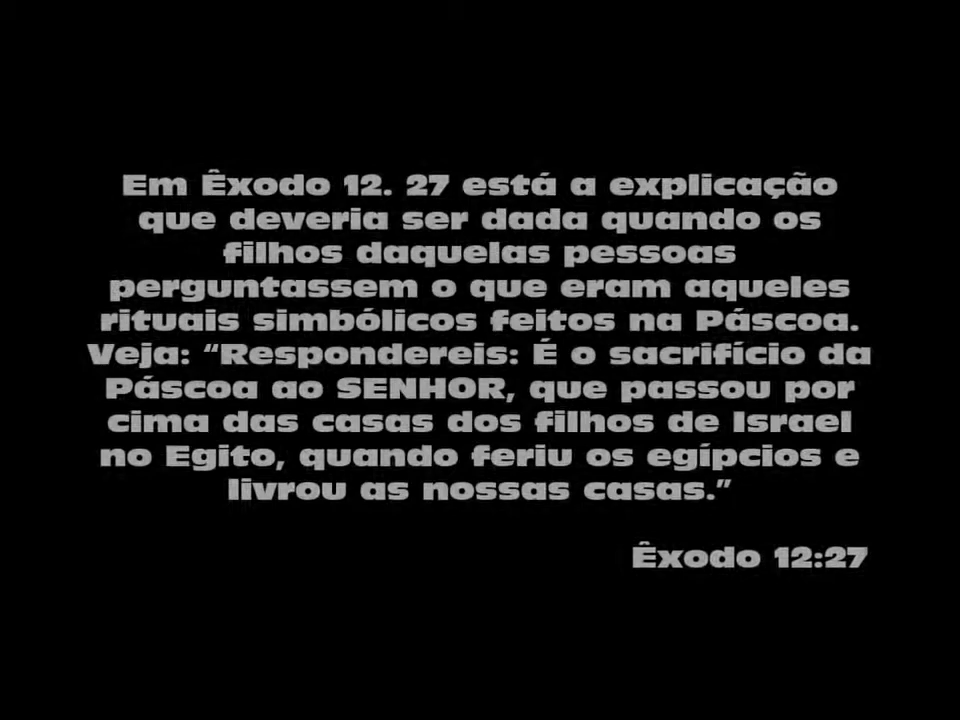 Em Êxodo 12. 27 está a explicação
que deveria ser dada quando os
filhos daquelas pessoas
perguntassem o que eram aqueles
rituais simbólicos feitos na Páscoa.
Veja: “Respondereis: É o sacrifício da
Páscoa ao SENHOR, que passou por
cima das casas dos filhos de Israel
no Egito, quando feriu os egípcios e
livrou as nossas casas.”
Êxodo 12:27